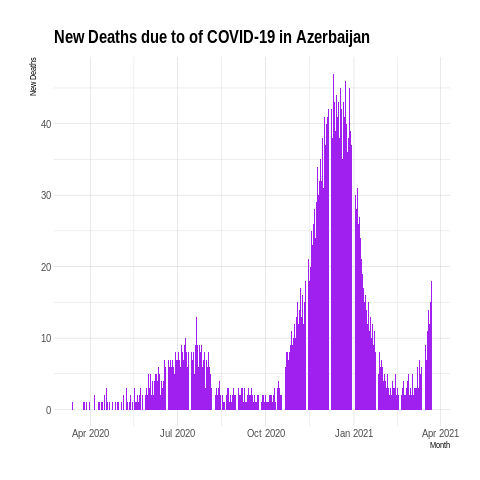 New Deaths due to of COVID-19 in Azerbaijan
New Deaths
40
30
20
10
0
Apr 2020 Jul 2020 Oct 2020 Jan 2021 Apr 2021
Month